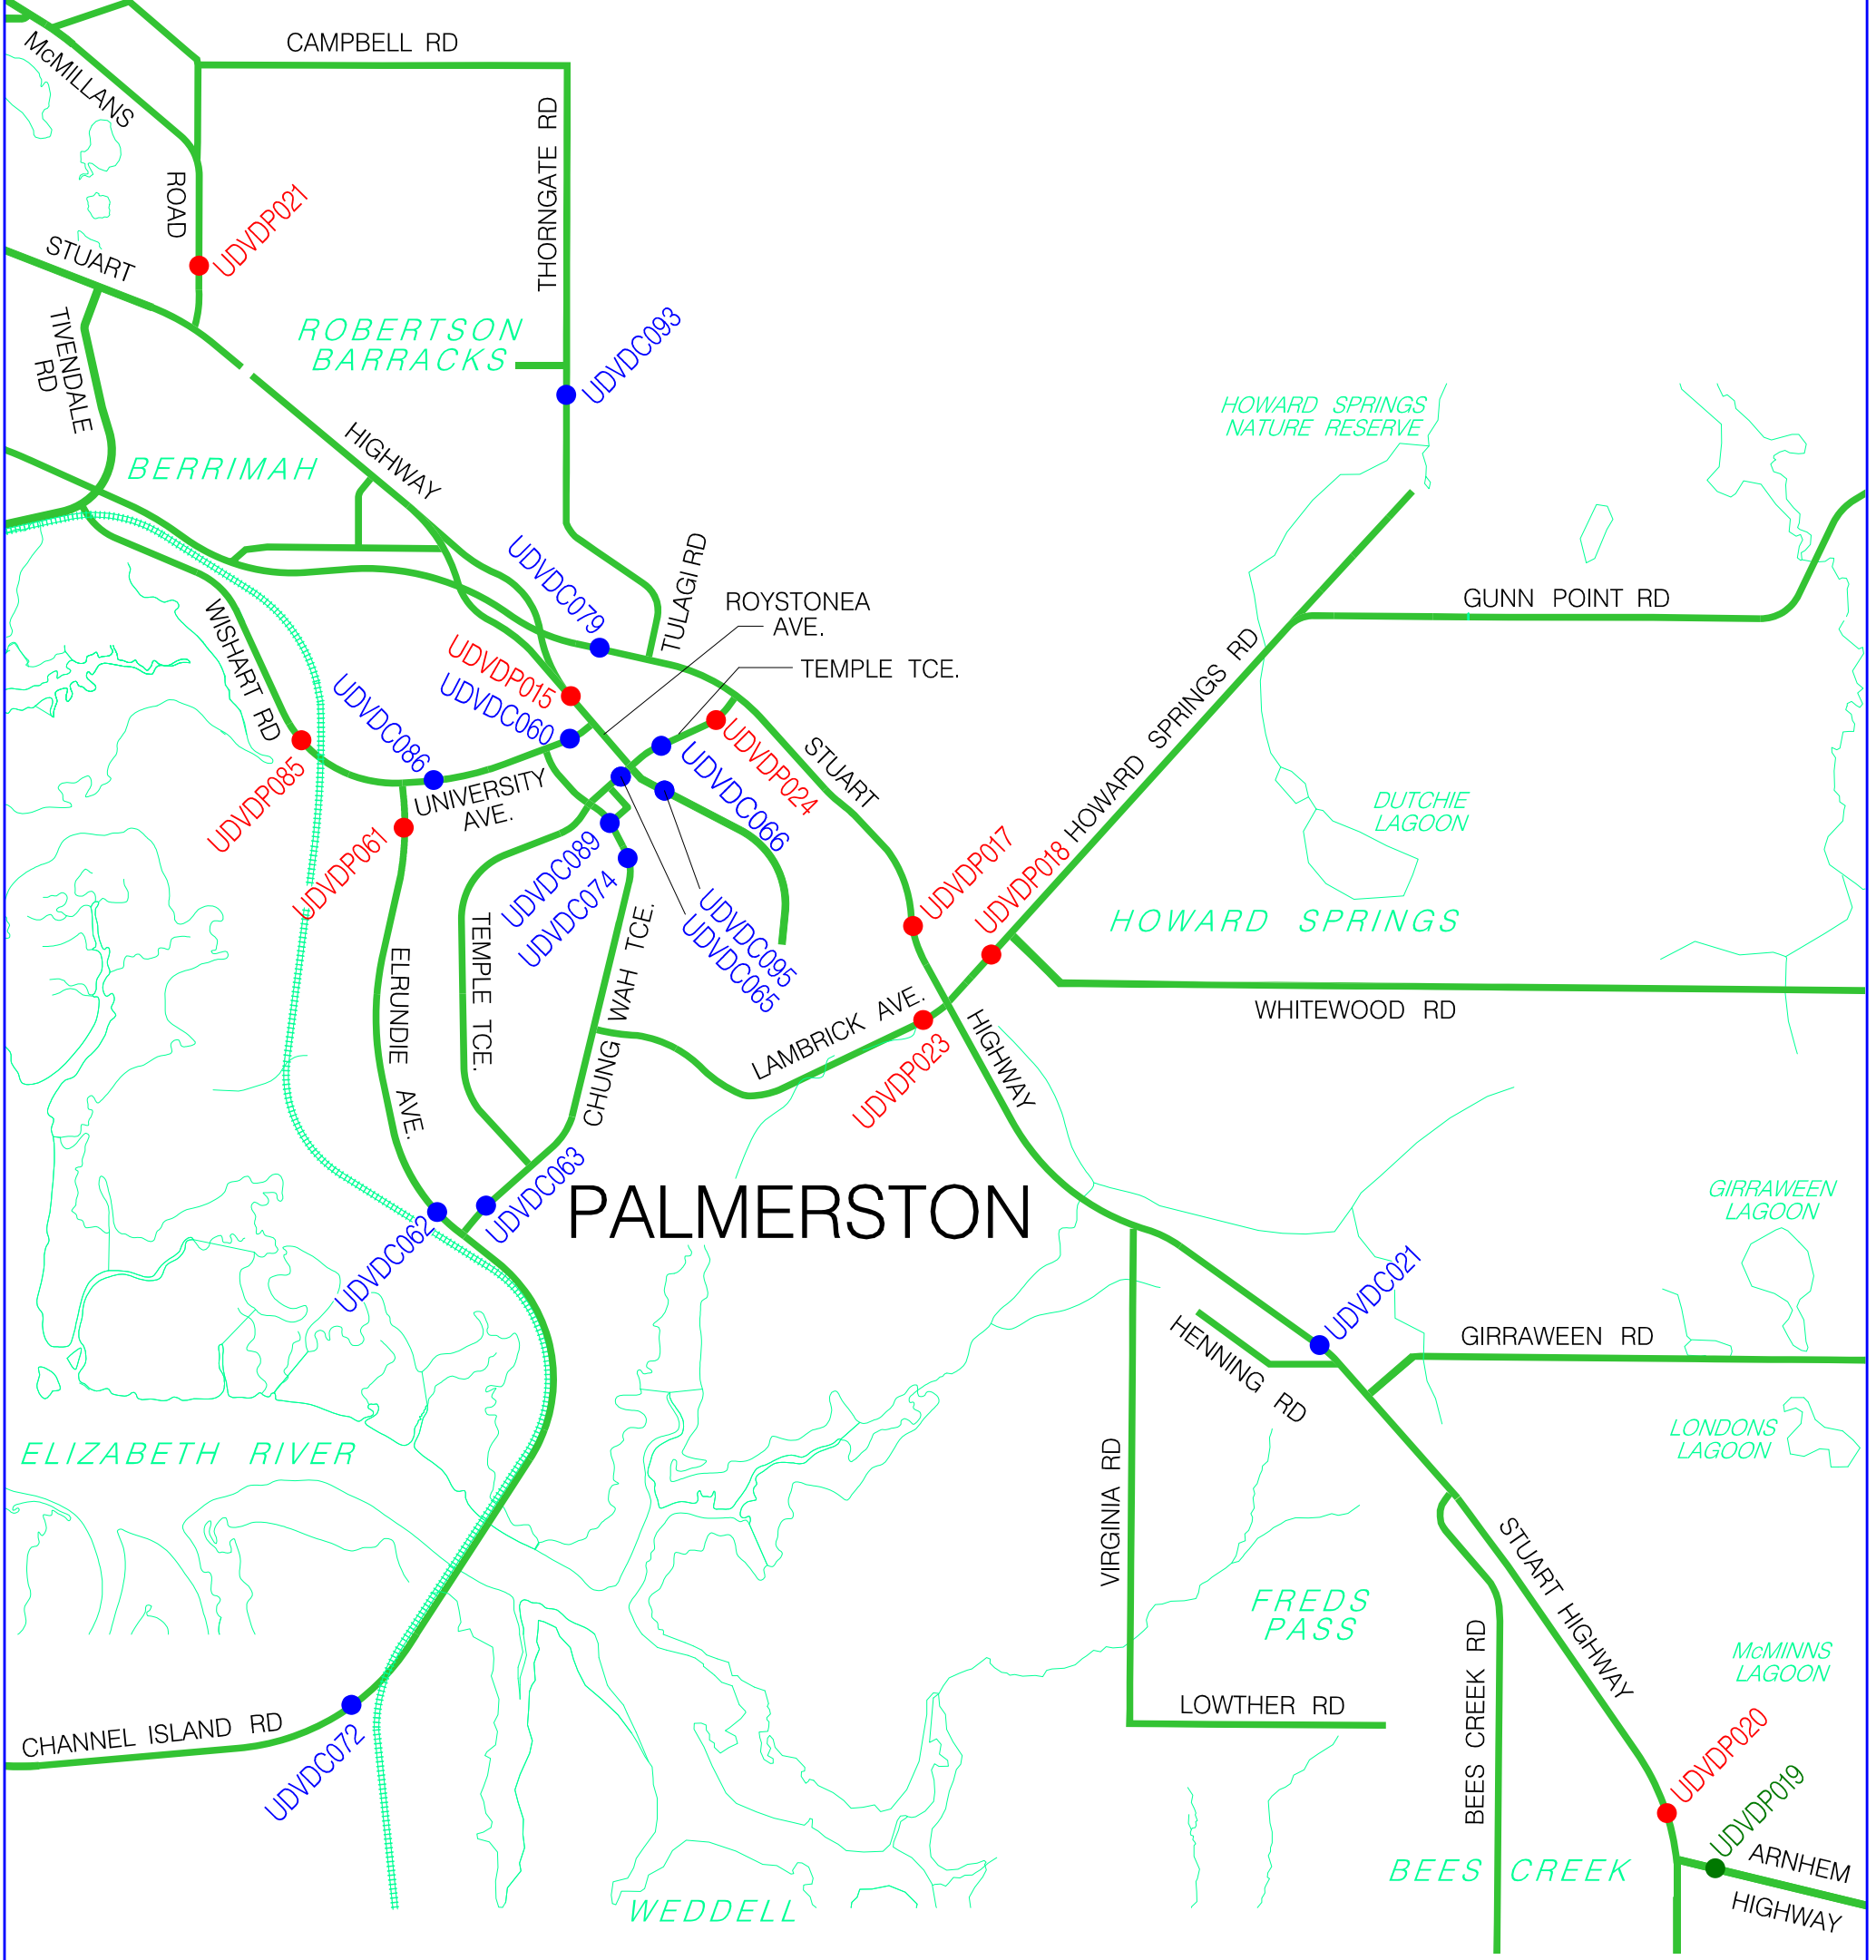 CAMPBELL RD
McMILLANS
ROAD
THORNGATE RD
UDVDP021
STUART
TIVENDALE
RD
ROBERTSON
BARRACKS
UDVDC093
HOWARD SPRINGS
NATURE RESERVE
HIGHWAY
BERRIMAH
UDVDC079
TULAGI RD
ROYSTONEA
AVE.
GUNN POINT RD
WISHART RD
TEMPLE TCE.
UDVDP015
UDVDC060
UDVDC086
HOWARD SPRINGS RD
UDVDP024
STUART
UDVDP085
UNIVERSITY
AVE.
UDVDC066
DUTCHIE
LAGOON
UDVDP061
UDVDC089
UDVDC074
UDVDP017
UDVDP018
UDVDC095
UDVDC065
HOWARD SPRINGS
ELRUNDIE AVE.
TEMPLE TCE.
CHUNG WAH TCE.
LAMBRICK AVE.
WHITEWOOD RD
HIGHWAY
UDVDP023
UDVDC063
PALMERSTON
UDVDC062
GIRRAWEEN
LAGOON
UDVDC021
HENNING RD
GIRRAWEEN RD
ELIZABETH RIVER
LONDONS
LAGOON
VIRGINIA RD
STUART HIGHWAY
FREDS
PASS
BEES CREEK RD
McMINNS
LAGOON
LOWTHER RD
CHANNEL ISLAND RD
UDVDC072
UDVDP020
UDVDP019
ARNHEM
HIGHWAY
BEES CREEK
WEDDELL